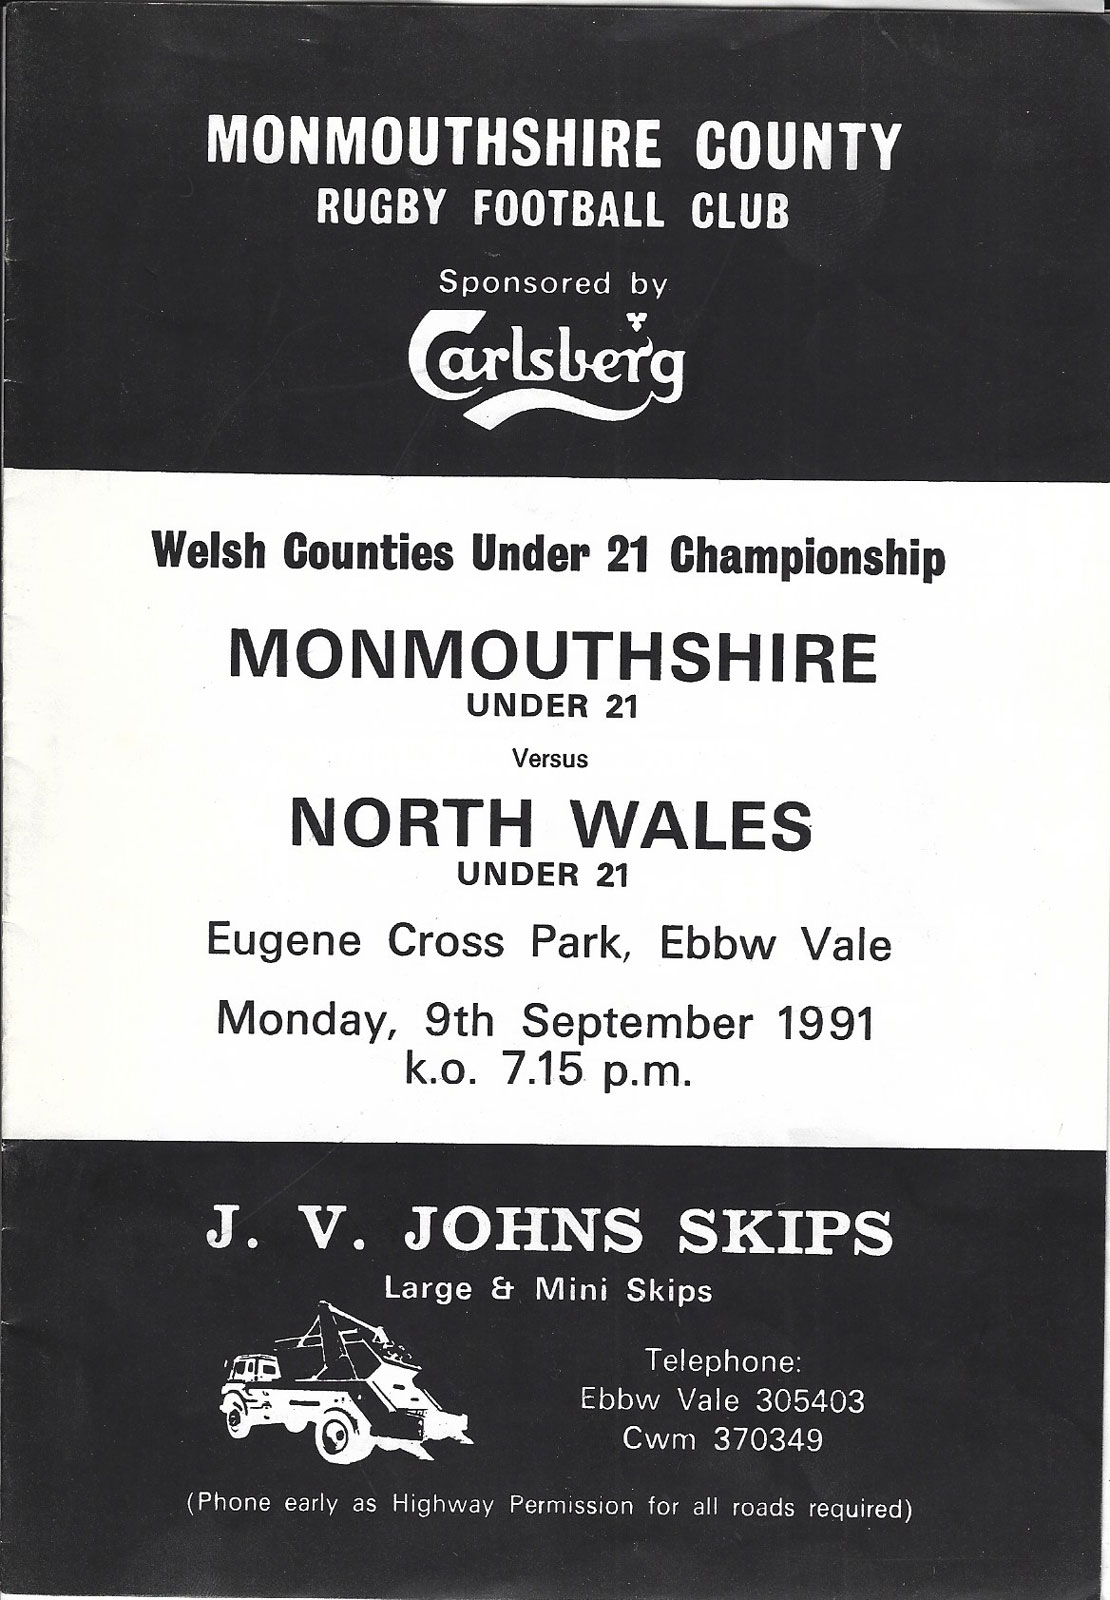 MONMOUTHSHIRE COUNTY
RUGBY FOOTBALL CLUB
Sponsored by
Carlsberg
Welsh Counties Under 21 Championship
MONMOUTHSHIRE
UNDER 21
Versus
NORTH WALES
UNDER 21
Eugene Cross Park, Ebbw Vale
Monday, 9th September 1991
k.o. 7.15 p.m.
J. V. JOHNS SKIPS
Large & Mini Skips
Telephone:
Ebbw Vale 305403
Cwm 370349
(Phone early as Highway Permission for all roads required)